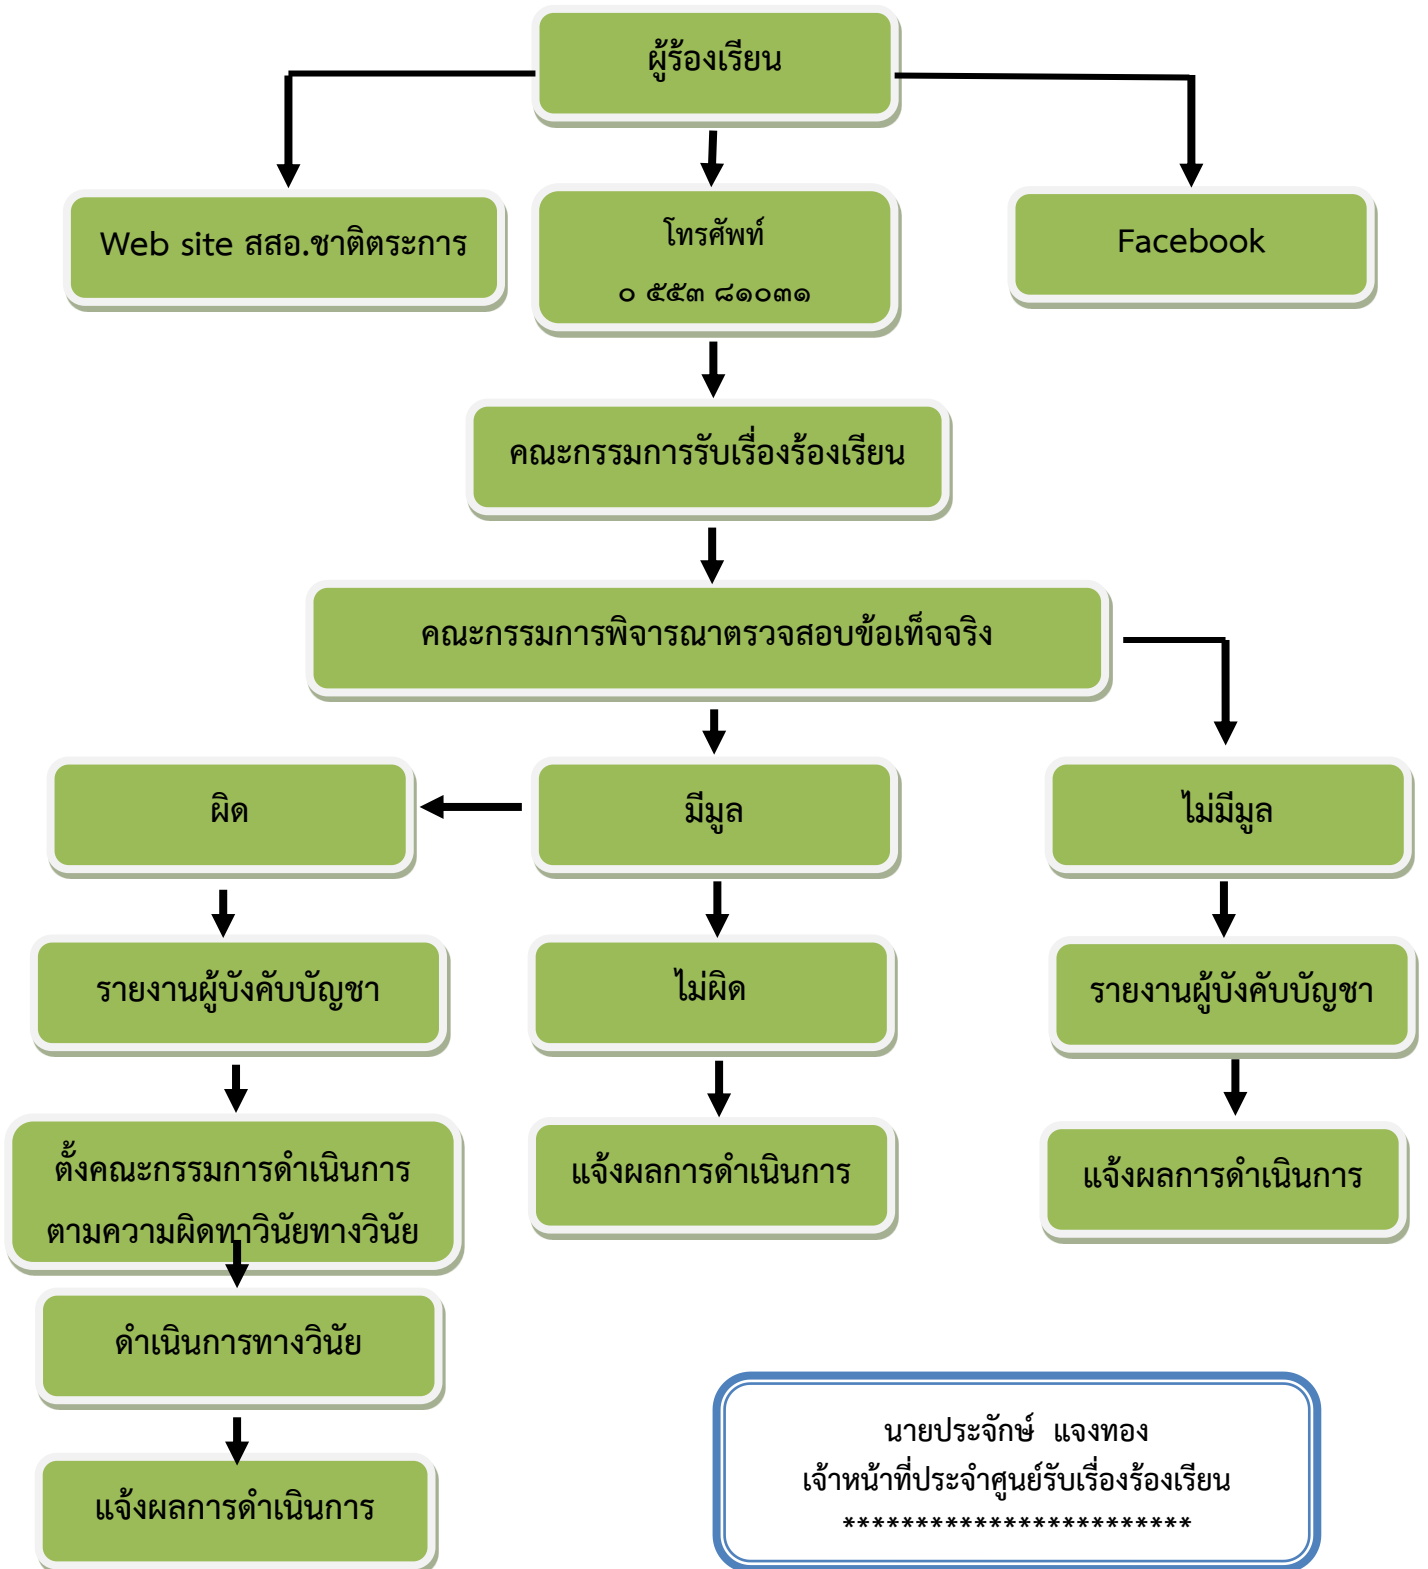 ผู้ร้องเรียน
Web site สสอ.ชาติตระการ
โทรศัพท์
๐ ๕๕๓ ๘๑๐๓๑
Facebook
คณะกรรมการรับเรื่องร้องเรียน
คณะกรรมการพิจารณาตรวจสอบข้อเท็จจริง
ผิด
มีมูล
ไม่มีมูล
รายงานผู้บังคับบัญชา
ไม่ผิด
รายงานผู้บังคับบัญชา
ตั้งคณะกรรมการดำเนินการ
ตามความผิดทาวินัยทางวินัย
แจ้งผลการดำเนินการ
แจ้งผลการดำเนินการ
ดำเนินการทางวินัย
แจ้งผลการดำเนินการ
นายประจักษ์  แจงทอง
เจ้าหน้าที่ประจำศูนย์รับเรื่องร้องเรียน
************************